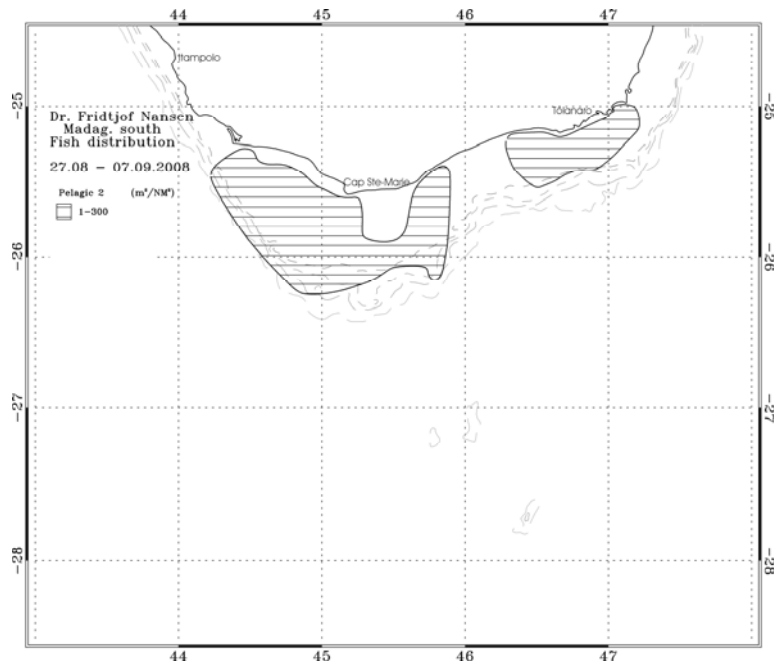 44 45 46 47
Itampolo
-25
Tolanaro
-25
Dr. Fridtjof Nansen
Madag. south
Fish distribution
27.08 – 07.09.2008
Cap Ste-Marie
Pelagic 2 (m²/NM²)
1-300
-26
-26
-27
-27
-28
-28
44 45 46 47